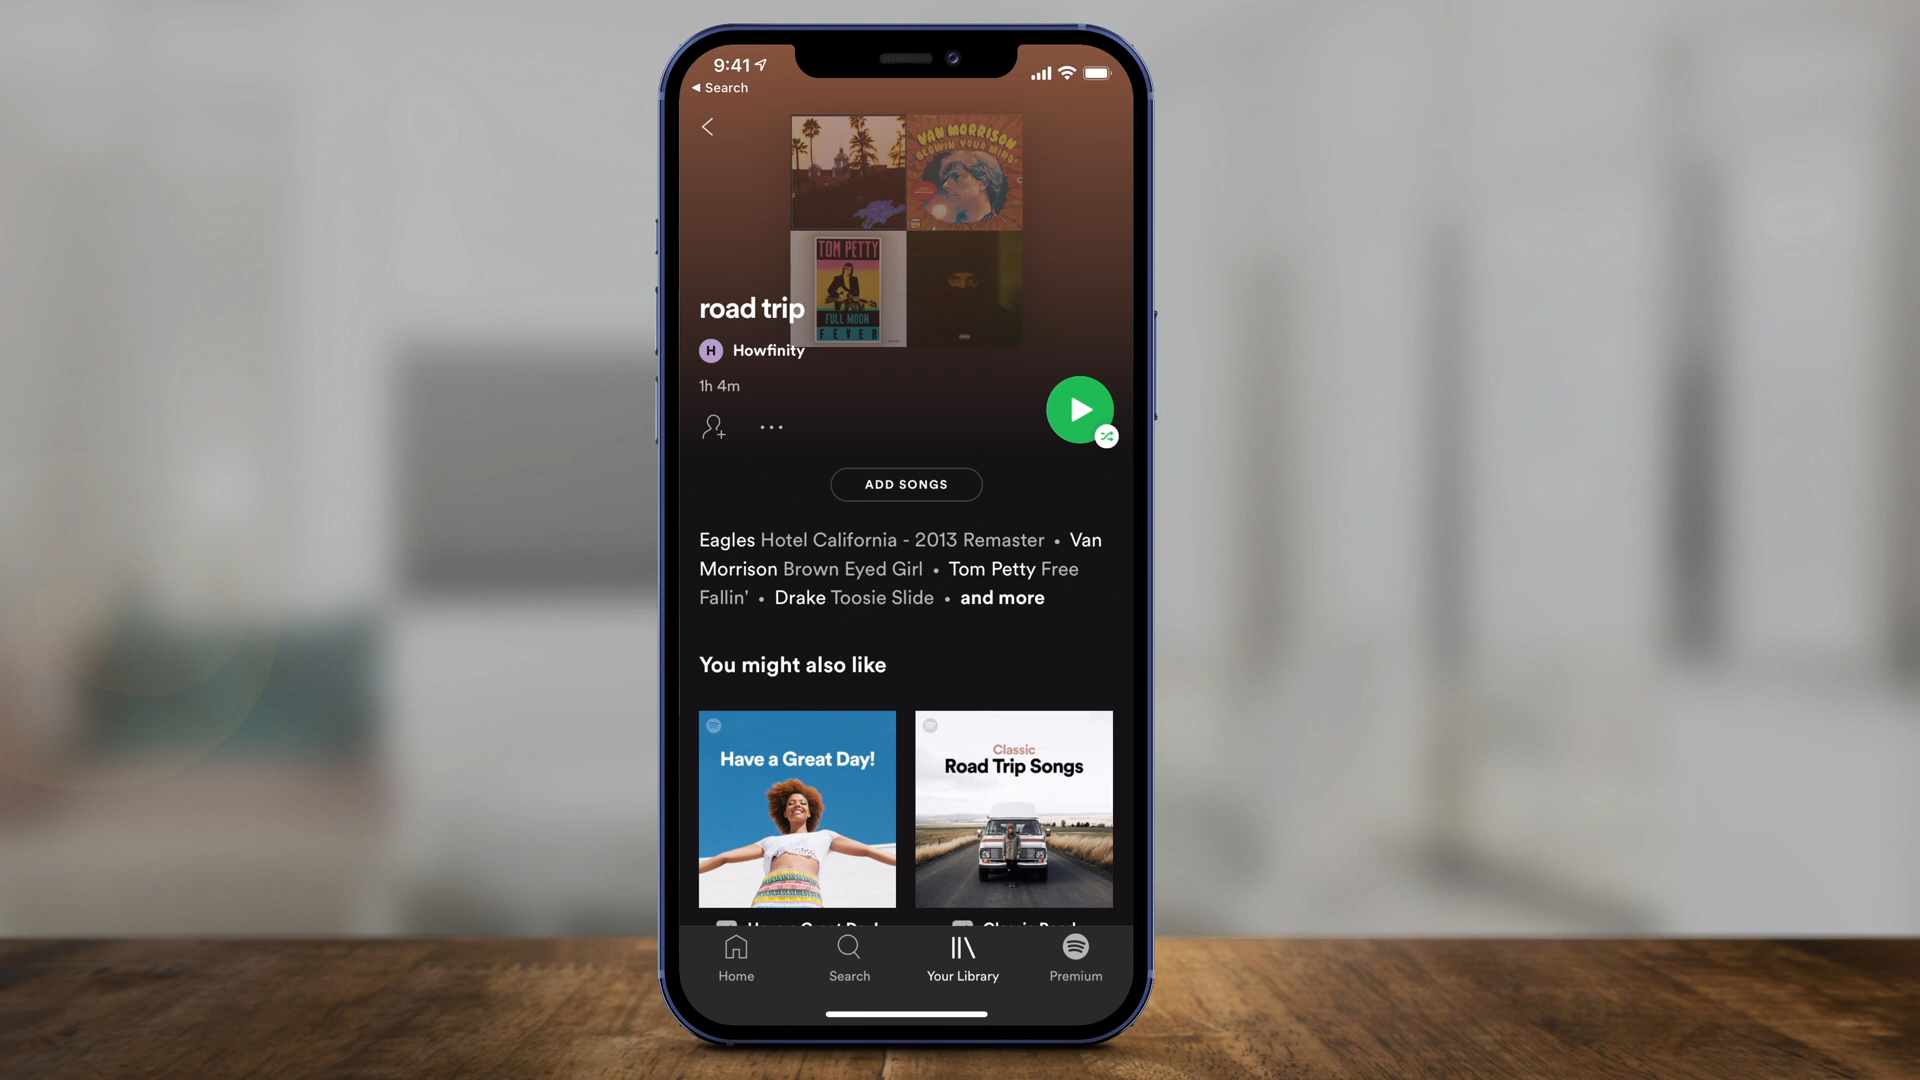 9:41
◀ Search
VAN MORRISON
BLOWIN' YOUR MIND!
TOM PETTY
FULL MOON
FEVER
road trip
H Howfinity
1h 4m
ADD SONGS
Eagles Hotel California - 2013 Remaster • Van
Morrison Brown Eyed Girl • Tom Petty Free
Fallin' • Drake Toosie Slide • and more
You might also like
Have a Great Day!
Classic
Road Trip Songs
Home
Search
Your Library
Premium